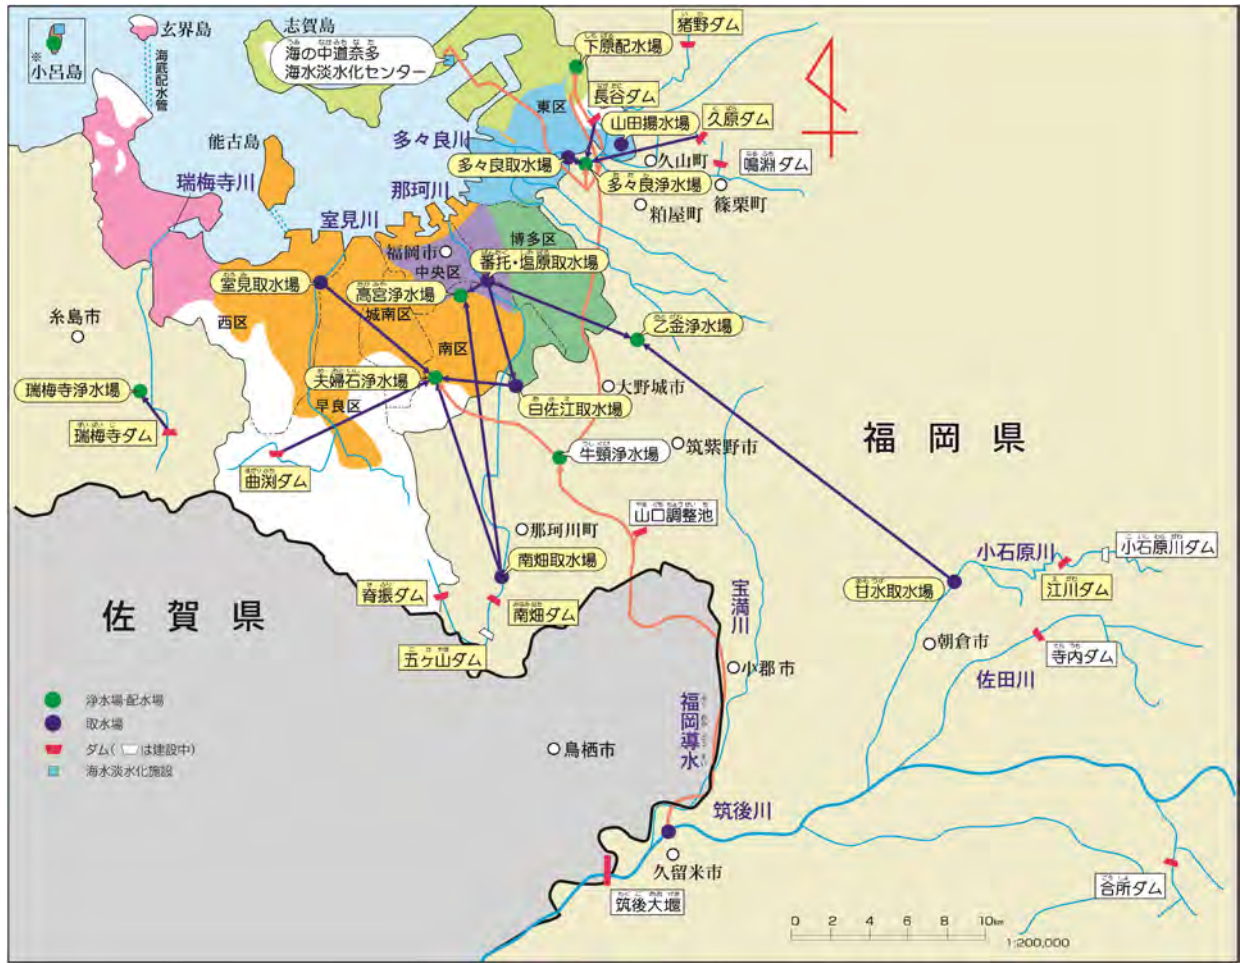 玄界島
志賀島
猪野ダム
※
小呂島
海底配水管
海の中道奈多
海水淡水化センター
下原配水場
長谷ダム
東区
山田揚水場
久原ダム
能古島
多々良川
多々良取水場
久山町
鳴淵ダム
瑞梅寺川
那珂川
多々良浄水場
篠栗町
粕屋町
室見川
博多区
福岡市
番托・塩原取水場
中央区
室見取水場
高宮浄水場
城南区
西区
糸島市
乙金浄水場
南区
夫婦石浄水場
大野城市
瑞梅寺浄水場
早良区
曰佐江取水場
瑞梅寺ダム
福岡県
牛頸浄水場
筑紫野市
曲渕ダム
山口調整池
那珂川町
小石原川
小石原川ダム
南畑取水場
甘水取水場
江川ダム
脊振ダム
南畑ダム
宝満川
佐賀県
朝倉市
五ヶ山ダム
寺内ダム
小郡市
佐田川
浄水場・配水場
取水場
福岡導水
ダム(は建設中)
鳥栖市
海水淡水化施設
筑後川
久留米市
合所ダム
筑後大堰
0 2 4 6 8 10km
1:200,000